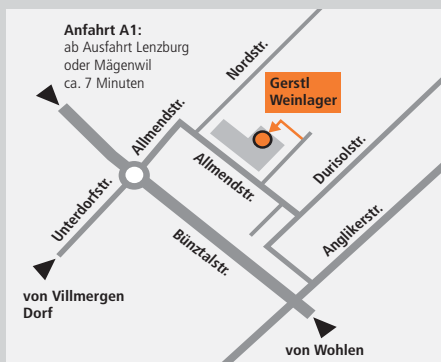 Anfahrt A1:
ab Ausfahrt Lenzburg
oder Mägenwil
ca. 7 Minuten
Nordstr.
Gerstl
Weinlager
Allmendstr.
Allmendstr.
Durisolstr.
Unterdorfstr.
Anglikerstr.
Bünztalstr.
von Villmergen
Dorf
von Wohlen